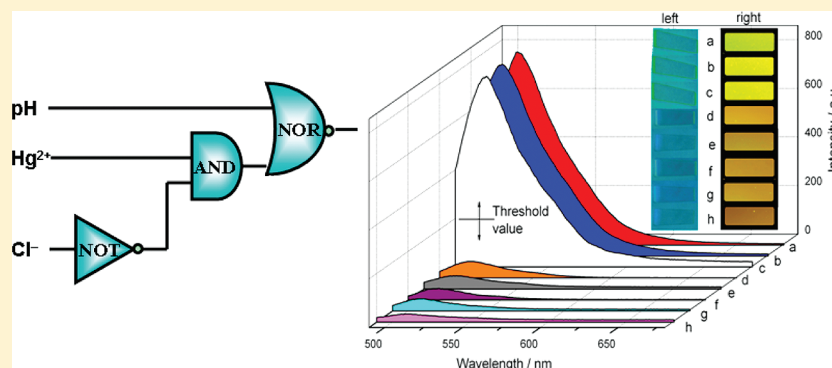 pH
Hg2+
Cl−
NOT
AND
NOR
left
right
a
b
c
d
e
f
g
h
800
600
400
200
0
Threshold
value
a
b
c
d
e
f
g
h
500
550
600
650
Wavelength / nm